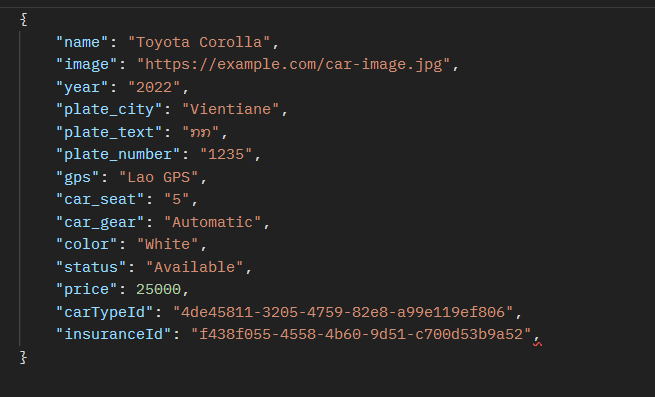 {
"name": "Toyota Corolla",
"image": "https://example.com/car-image.jpg",
"year": "2022",
"plate_city": "Vientiane",
"plate_text": "ກກ",
"plate_number": "1235",
"gps": "Lao GPS",
"car_seat": "5",
"car_gear": "Automatic",
"color": "White",
"status": "Available",
"price": 25000,
"carTypeId": "4de45811-3205-4759-82e8-a99e119ef806",
"insuranceId": "f438f055-4558-4b60-9d51-c700d53b9a52",
}